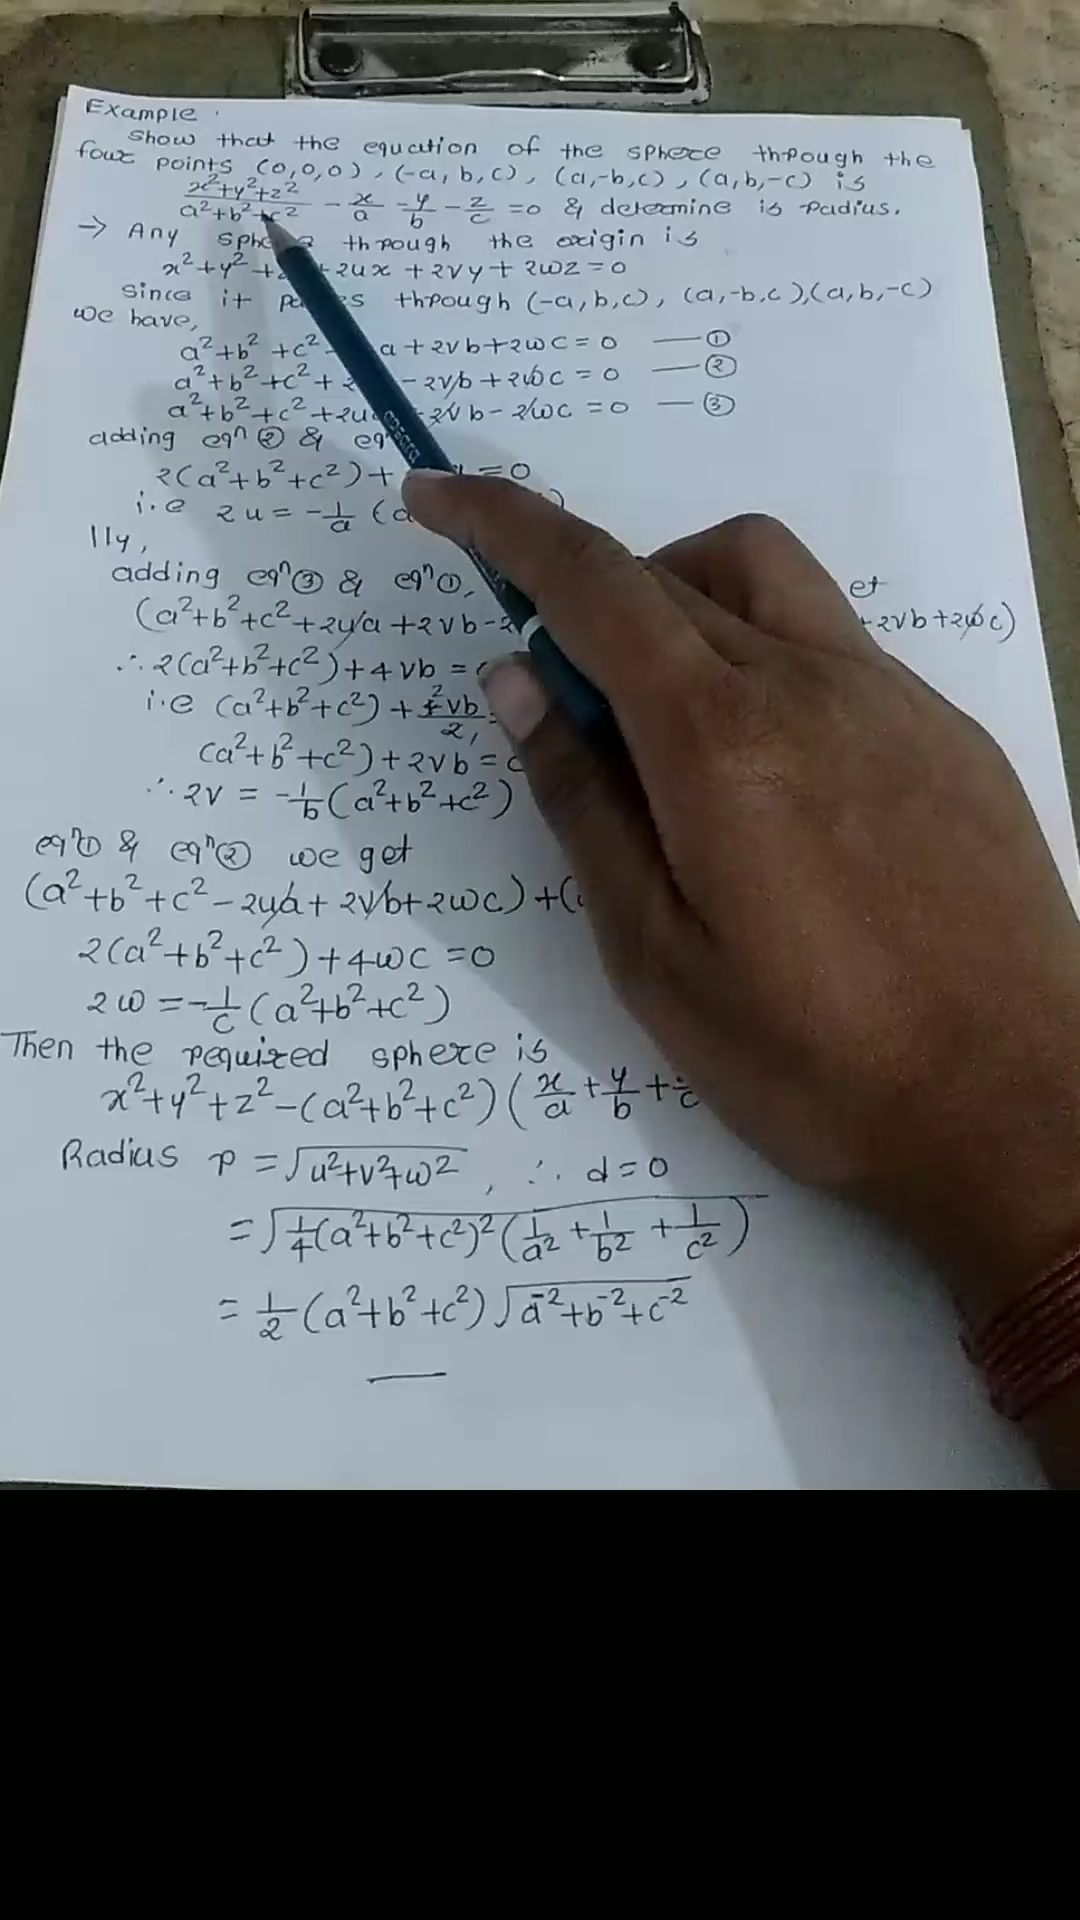 Example.
Show that the equation of the sphere through the
four points (0,0,0), (-a, b, c), (a,-b,c), (a,b,-c) is
x²+y²+z² / a²+b²+c² - x/a - y/b - z/c = 0 & determine is radius.
→ Any through the origin is
x²+y²+ +2ux + 2vy + 2wz = 0
Since it through (-a, b, c), (a,-b,c), (a,b,-c)
we have,
a²+b²+c² a + 2vb + 2wc = 0 — ①
a²+b²+c²+ - 2vb + 2wc = 0 — ②
a²+b²+c²+2u 2vb - 2wc = 0 — ③
adding eqⁿ ② &
2(a²+b²+c²)+ = 0
i.e 2u = -1/a (
lly,
adding eqⁿ③ & eqⁿ①, et
(a²+b²+c²+2ua+2vb- 2vb+2wc)
∴ 2(a²+b²+c²)+4vb =
i.e (a²+b²+c²) + 2vb
(a²+b²+c²)+2vb =
∴ 2v = -1/b (a²+b²+c²)
eqⁿ① & eqⁿ② we get
(a²+b²+c²-2ua+2vb+2wc)+(
2(a²+b²+c²)+4wc = 0
2w = -1/c (a²+b²+c²)
Then the required sphere is
x²+y²+z²-(a²+b²+c²)(x/a + y/b +
Radius r = √u²+v²+w² , ∴ d = 0
= √1/4(a²+b²+c²)²(1/a² + 1/b² + 1/c²)
= 1/2 (a²+b²+c²) √a⁻²+b⁻²+c⁻²